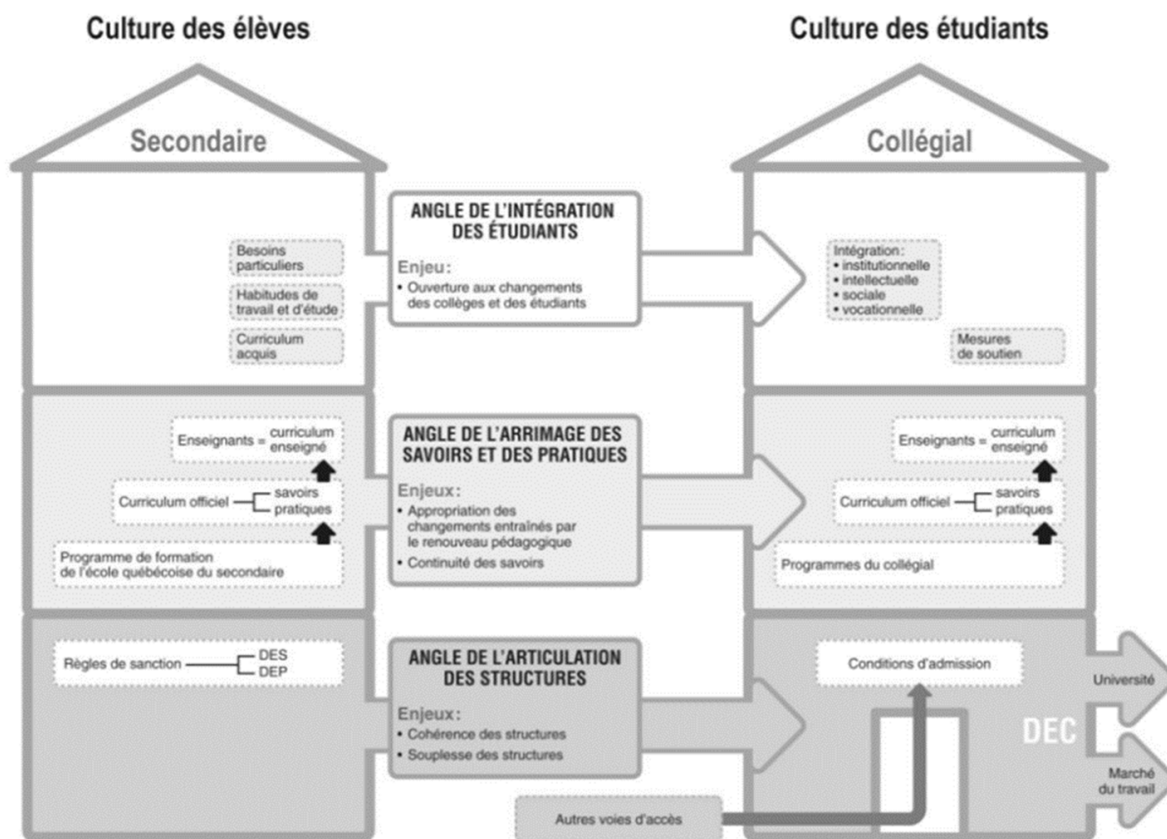 Culture des élèves
Culture des étudiants
Secondaire
Collégial
ANGLE DE L'INTÉGRATION
DES ÉTUDIANTS
Enjeu :
• Ouverture aux changements
des collèges et des étudiants
Besoins
particuliers
Habitudes de
travail et d'étude
Curriculum
acquis
Intégration :
• institutionnelle
• intellectuelle
• sociale
• vocationnelle
Mesures
de soutien
Enseignants = curriculum
enseigné
Curriculum officiel
savoirs
pratiques
Programme de formation
de l'école québécoise du secondaire
ANGLE DE L'ARRIMAGE DES
SAVOIRS ET DES PRATIQUES
Enjeux :
• Appropriation des
changements entraînés par
le renouveau pédagogique
• Continuité des savoirs
Enseignants = curriculum
enseigné
Curriculum officiel
savoirs
pratiques
Programmes du collégial
Règles de sanction
DES
DEP
ANGLE DE L'ARTICULATION
DES STRUCTURES
Enjeux :
• Cohérence des structures
• Souplesse des structures
Conditions d'admission
Université
DEC
Marché
du travail
Autres voies d'accès